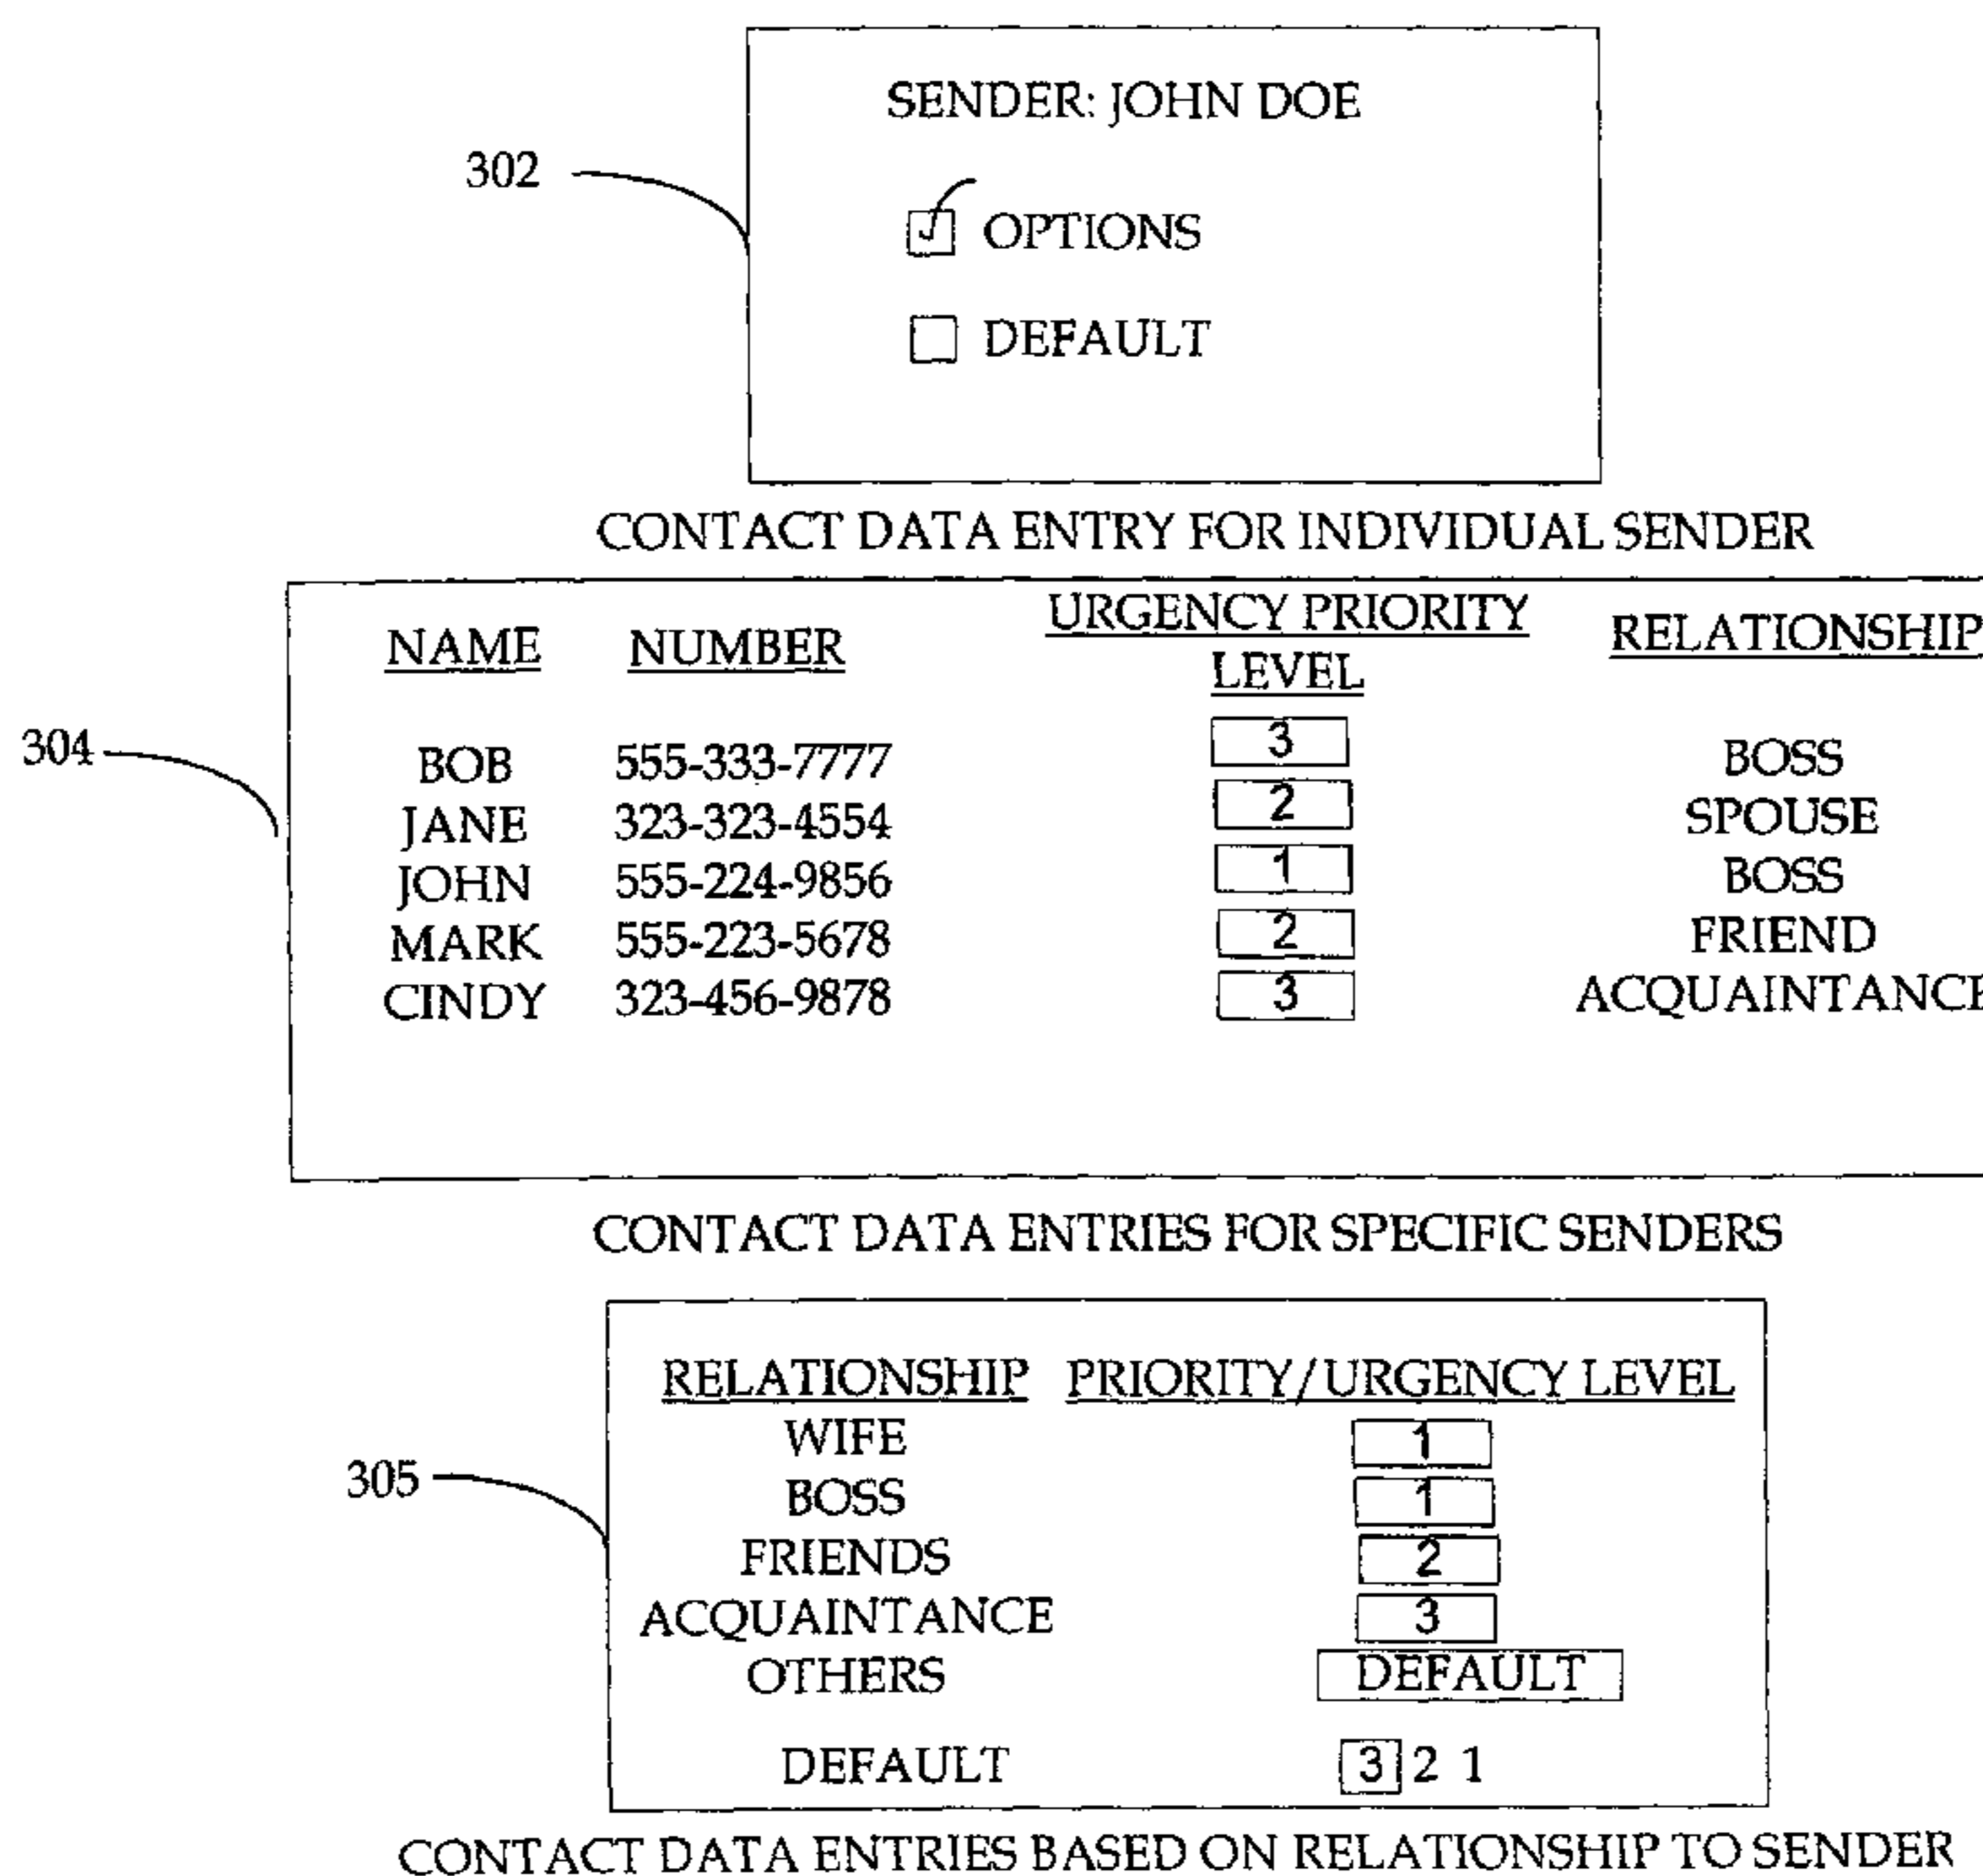 SENDER: JOHN DOE
302
OPTIONS
DEFAULT
CONTACT DATA ENTRY FOR INDIVIDUAL SENDER
NAME NUMBER URGENCY PRIORITY LEVEL RELATIONSHIP
304
BOB 555-333-7777 3 BOSS
JANE 323-323-4554 2 SPOUSE
JOHN 555-224-9856 1 BOSS
MARK 555-223-5678 2 FRIEND
CINDY 323-456-9878 3 ACQUAINTANCE
CONTACT DATA ENTRIES FOR SPECIFIC SENDERS
RELATIONSHIP PRIORITY/URGENCY LEVEL
WIFE 1
305
BOSS 1
FRIENDS 2
ACQUAINTANCE 3
OTHERS DEFAULT
DEFAULT 3 2 1
CONTACT DATA ENTRIES BASED ON RELATIONSHIP TO SENDER